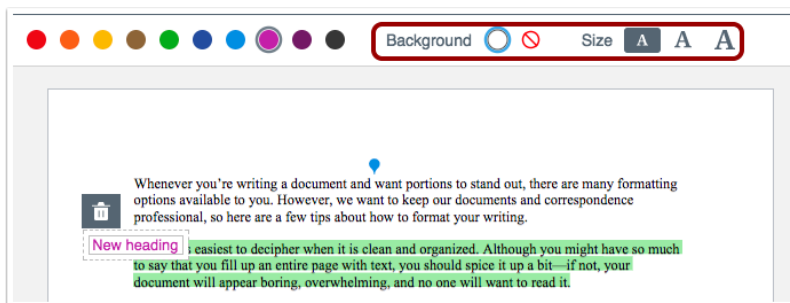 Background Size A A A
Whenever you're writing a document and want portions to stand out, there are many formatting
options available to you. However, we want to keep our documents and correspondence
professional, so here are a few tips about how to format your writing.
New heading
s easiest to decipher when it is clean and organized. Although you might have so much
to say that you fill up an entire page with text, you should spice it up a bit—if not, your
document will appear boring, overwhelming, and no one will want to read it.